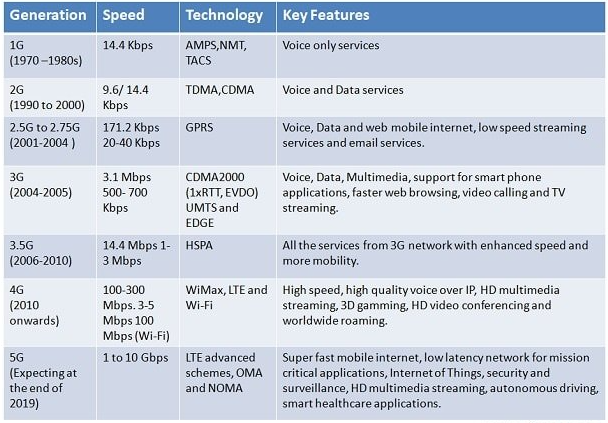 Generation Speed Technology Key Features
1G 14.4 Kbps AMPS,NMT, Voice only services
(1970 –1980s) TACS
2G 9.6/ 14.4 TDMA,CDMA Voice and Data services
(1990 to 2000) Kbps
2.5G to 2.75G 171.2 Kbps GPRS Voice, Data and web mobile internet, low speed streaming
(2001-2004 ) 20-40 Kbps services and email services.
3G 3.1 Mbps CDMA2000 Voice, Data, Multimedia, support for smart phone
(2004-2005) 500- 700 (1xRTT, EVDO) applications, faster web browsing, video calling and TV
Kbps UMTS and streaming.
EDGE
3.5G 14.4 Mbps 1- HSPA All the services from 3G network with enhanced speed and
(2006-2010) 3 Mbps more mobility.
4G 100-300 WiMax, LTE and High speed, high quality voice over IP, HD multimedia
(2010 Mbps. 3-5 Wi-Fi streaming, 3D gamming, HD video conferencing and
onwards) Mbps 100 worldwide roaming.
Mbps (Wi-Fi)
5G 1 to 10 Gbps LTE advanced Super fast mobile internet, low latency network for mission
(Expecting at schemes, OMA critical applications, Internet of Things, security and
the end of and NOMA surveillance, HD multimedia streaming, autonomous driving,
2019) smart healthcare applications.